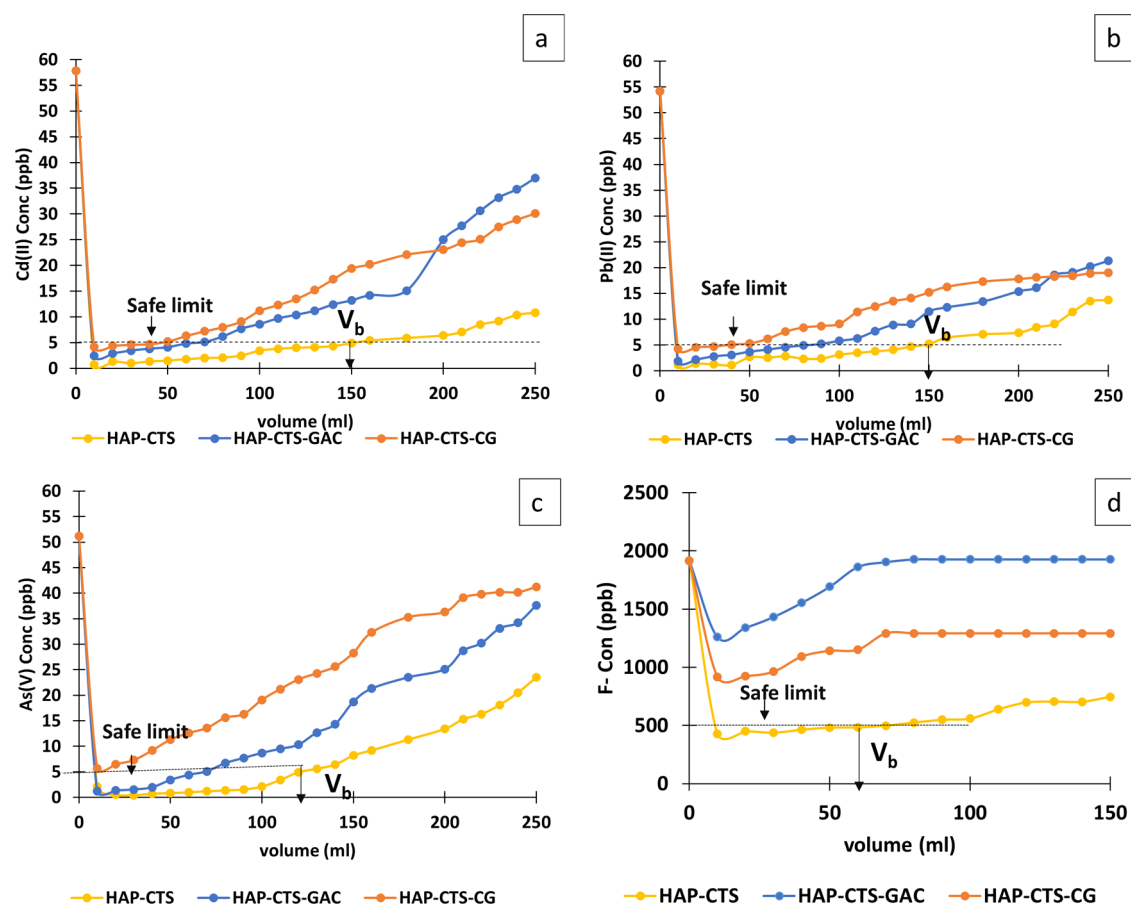 a
60
55
50
45
40
35
30
25
20
15
10
5
0
Cd(II) Conc (ppb)
Safe limit
V_b
0 50 100 150 200 250
volume (ml)
HAP-CTS HAP-CTS-GAC HAP-CTS-CG
b
60
55
50
45
40
35
30
25
20
15
10
5
0
Pb(II) Conc (ppb)
Safe limit
V_b
0 50 100 150 200 250
volume (ml)
HAP-CTS HAP-CTS-GAC HAP-CTS-CG
c
60
55
50
45
40
35
30
25
20
15
10
5
0
As(V) Conc (ppb)
Safe limit
V_b
0 50 100 150 200 250
volume (ml)
HAP-CTS HAP-CTS-GAC HAP-CTS-CG
d
2500
2000
1500
1000
500
0
F- Con (ppb)
Safe limit
V_b
0 50 100 150
volume (ml)
HAP-CTS HAP-CTS-GAC HAP-CTS-CG